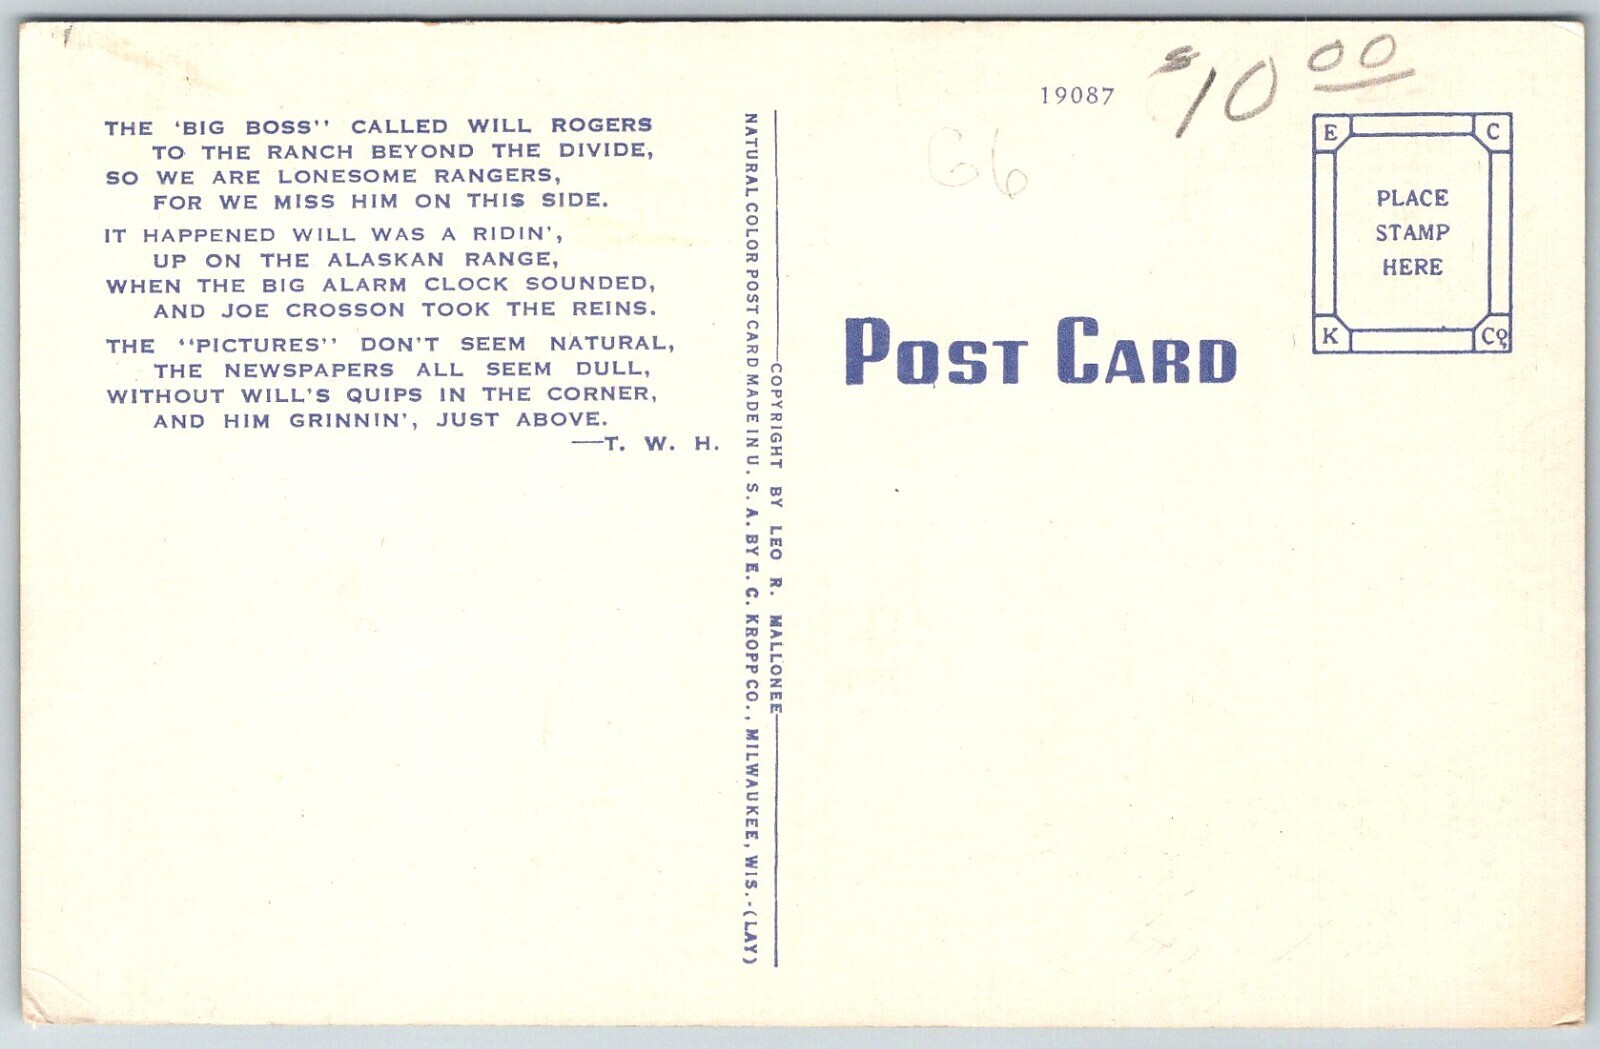 THE 'BIG BOSS'' CALLED WILL ROGERS
TO THE RANCH BEYOND THE DIVIDE,
SO WE ARE LONESOME RANGERS,
FOR WE MISS HIM ON THIS SIDE.
IT HAPPENED WILL WAS A RIDIN',
UP ON THE ALASKAN RANGE,
WHEN THE BIG ALARM CLOCK SOUNDED,
AND JOE CROSSON TOOK THE REINS.
THE ''PICTURES'' DON'T SEEM NATURAL,
THE NEWSPAPERS ALL SEEM DULL,
WITHOUT WILL'S QUIPS IN THE CORNER,
AND HIM GRINNIN', JUST ABOVE.
—T. W. H.
NATURAL COLOR POST CARD MADE IN U. S. A. BY E. C. KROPP CO., MILWAUKEE, WIS.-(LAY)
COPYRIGHT BY LEO R. MALLONEE
19087
$10 00
G6
E C
PLACE
STAMP
HERE
K CO.
POST CARD